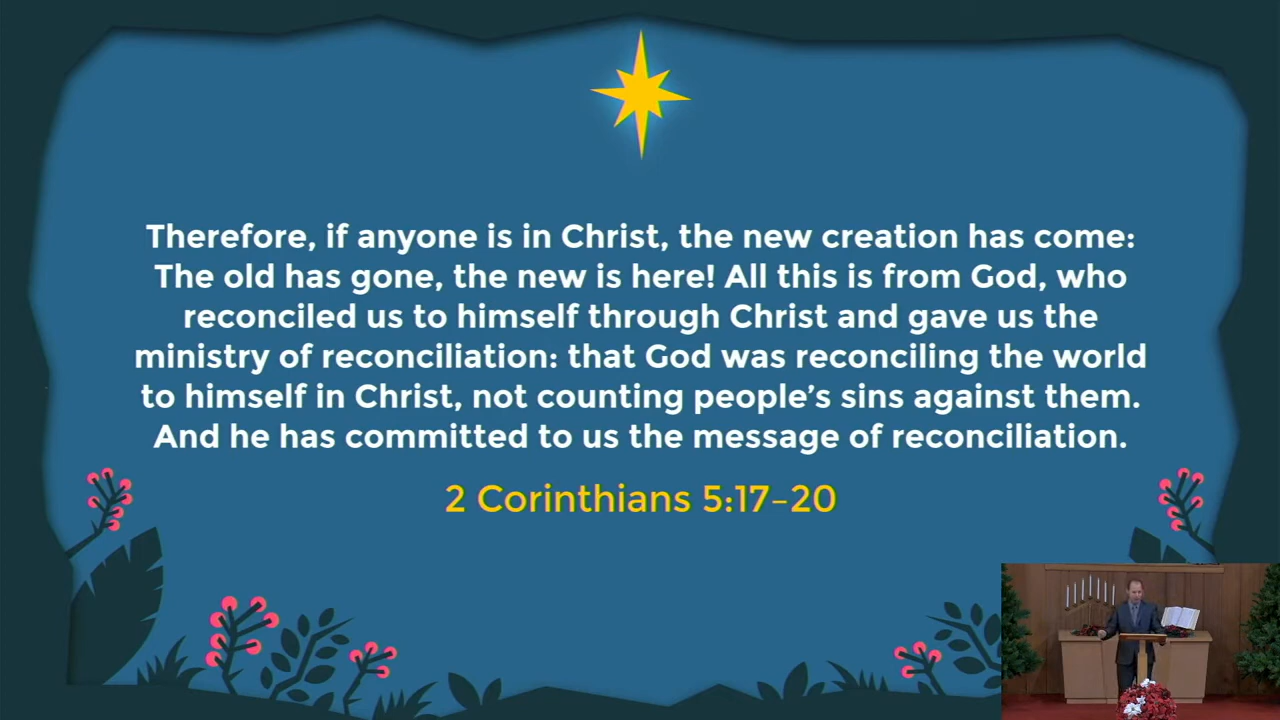 Therefore, if anyone is in Christ, the new creation has come:
The old has gone, the new is here! All this is from God, who
reconciled us to himself through Christ and gave us the
ministry of reconciliation: that God was reconciling the world
to himself in Christ, not counting people’s sins against them.
And he has committed to us the message of reconciliation.
2 Corinthians 5:17–20